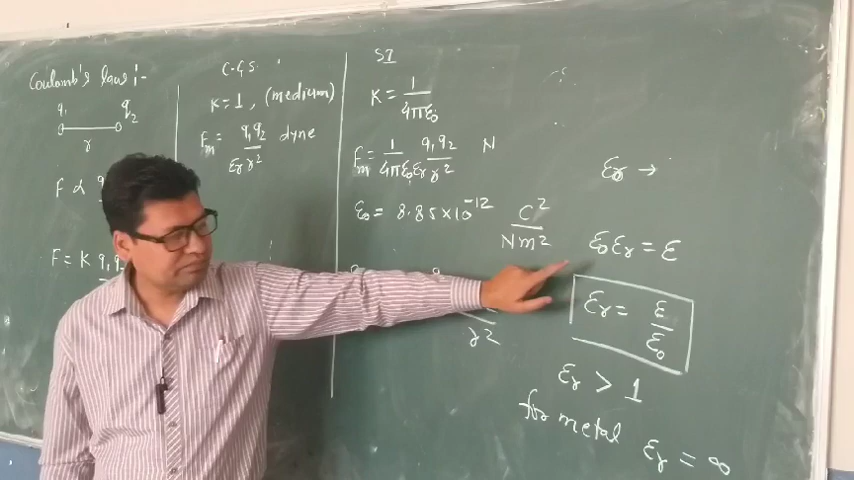 Coulomb's law :-
q₁ q₂
r
F α q
F = K q₁ q₂
C.G.S.
K = 1, (medium)
Fm = q₁q₂ / εr r² dyne
SI
K = 1 / 4πε₀
Fm = 1 / 4πε₀εr q₁q₂ / r² N
ε₀ = 8.85 × 10⁻¹² C² / Nm²
r²
εr →
ε₀εr = ε
εr = ε / ε₀
εr > 1
for metal εr = ∞